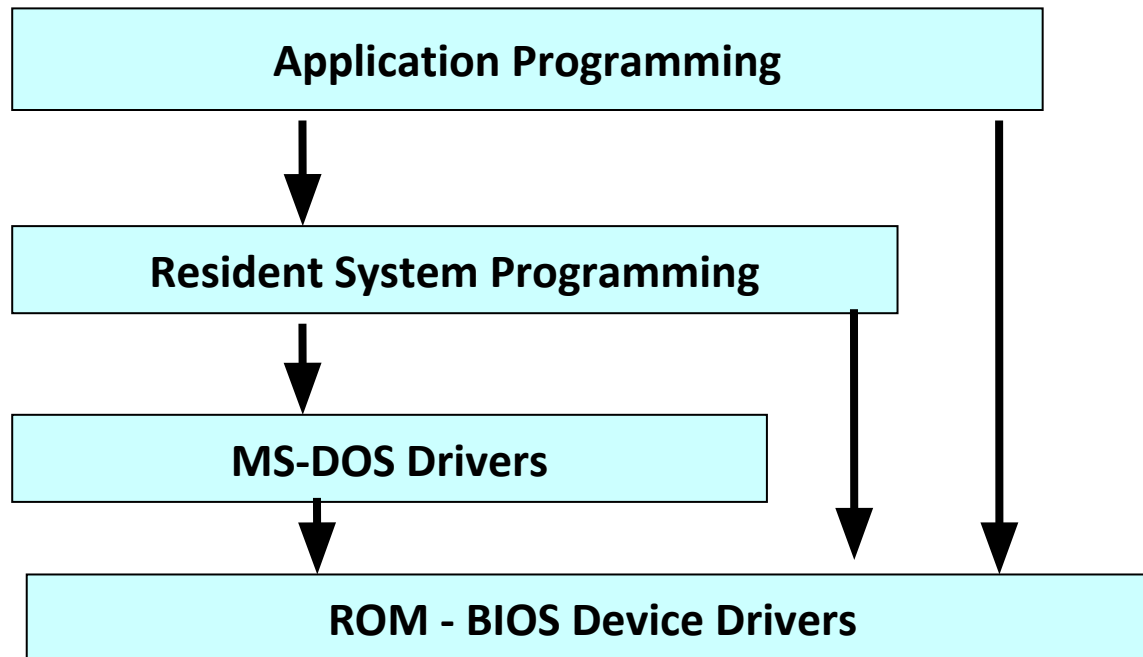 Application Programming
Resident System Programming
MS-DOS Drivers
ROM - BIOS Device Drivers